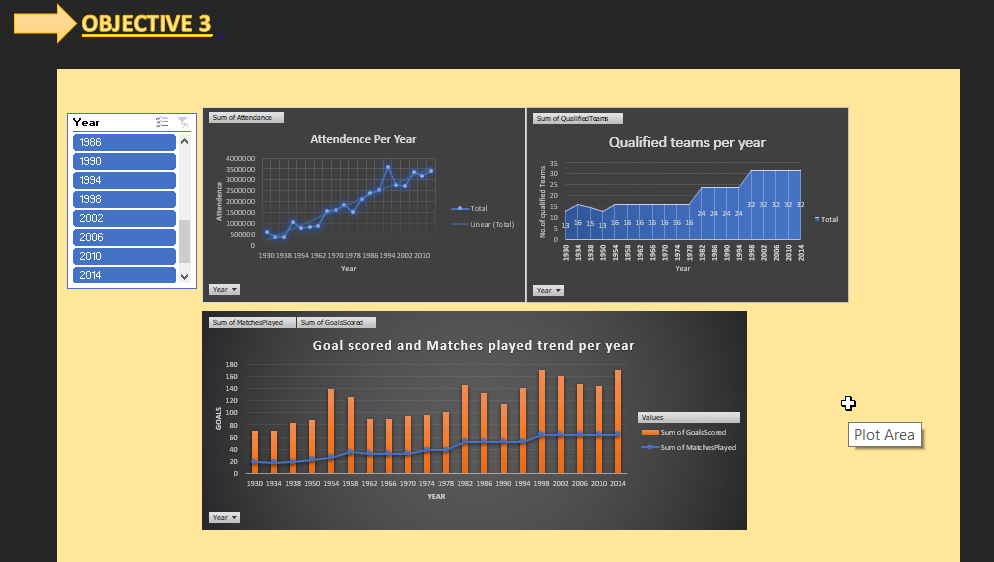 OBJECTIVE 3
Year
1986
1990
1994
1998
2002
2006
2010
2014
Sum of Attendance
Attendence Per Year
Attendence
4000000
3500000
3000000
2500000
2000000
1500000
1000000
500000
0
1930 1938 1954 1962 1970 1978 1986 1994 2002 2010
Year
Total
Linear (Total)
Year
Sum of QualifiedTeams
Qualified teams per year
No.of qualified Teams
35
30
25
20
15
10
5
0
13 16 15 13 16 16 16 16 16 16 16 24 24 24 24 32 32 32 32 32
1930 1934 1938 1950 1954 1958 1962 1966 1970 1974 1978 1982 1986 1990 1994 1998 2002 2006 2010 2014
Year
Total
Year
Sum of MatchesPlayed Sum of GoalsScored
Goal scored and Matches played trend per year
GOALS
180
160
140
120
100
80
60
40
20
0
1930 1934 1938 1950 1954 1958 1962 1966 1970 1974 1978 1982 1986 1990 1994 1998 2002 2006 2010 2014
YEAR
Values
Sum of GoalsScored
Sum of MatchesPlayed
Year
Plot Area